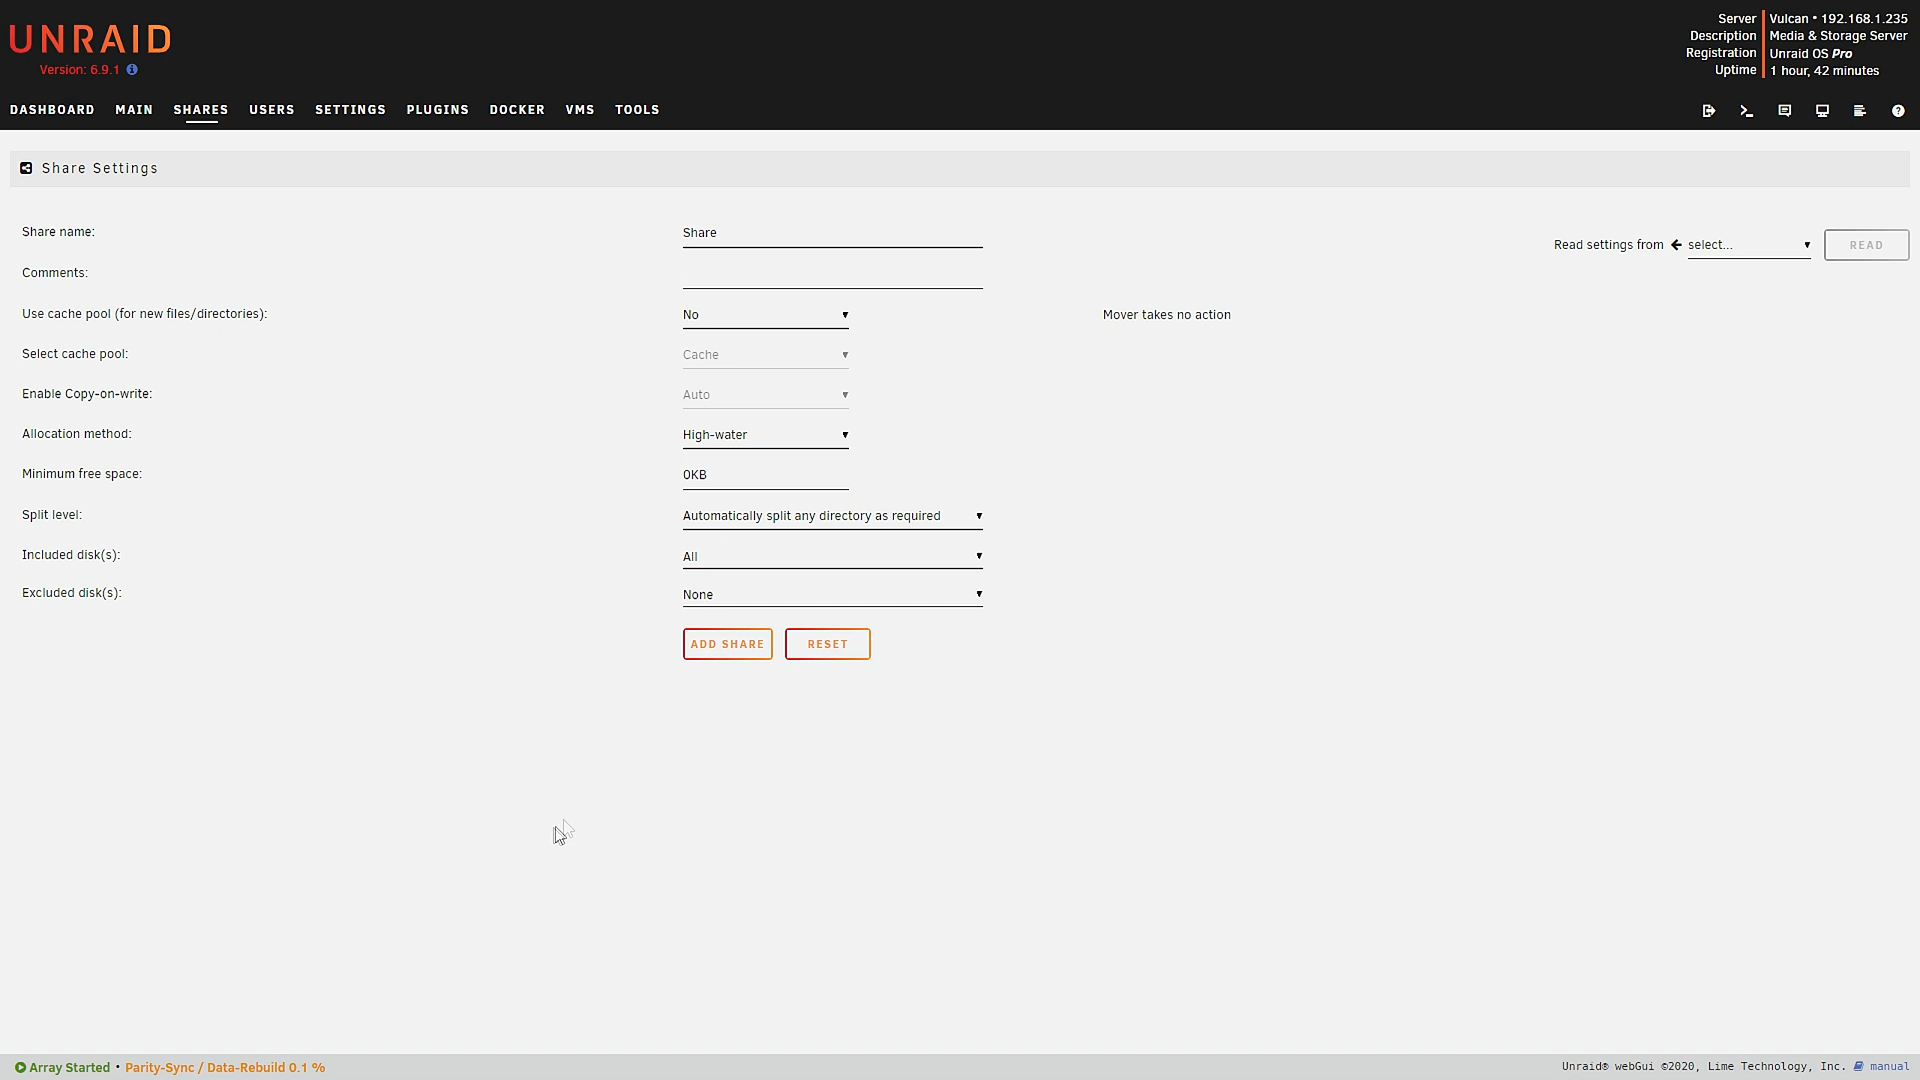 UNRAID
Version: 6.9.1
Server Vulcan • 192.168.1.235
Description Media & Storage Server
Registration Unraid OS Pro
Uptime 1 hour, 42 minutes
DASHBOARD MAIN SHARES USERS SETTINGS PLUGINS DOCKER VMS TOOLS
Share Settings
Share name: Share
Read settings from select... READ
Comments:
Use cache pool (for new files/directories): No Mover takes no action
Select cache pool: Cache
Enable Copy-on-write: Auto
Allocation method: High-water
Minimum free space: 0KB
Split level: Automatically split any directory as required
Included disk(s): All
Excluded disk(s): None
ADD SHARE RESET
Array Started • Parity-Sync / Data-Rebuild 0.1 %
Unraid® webGui ©2020, Lime Technology, Inc. manual